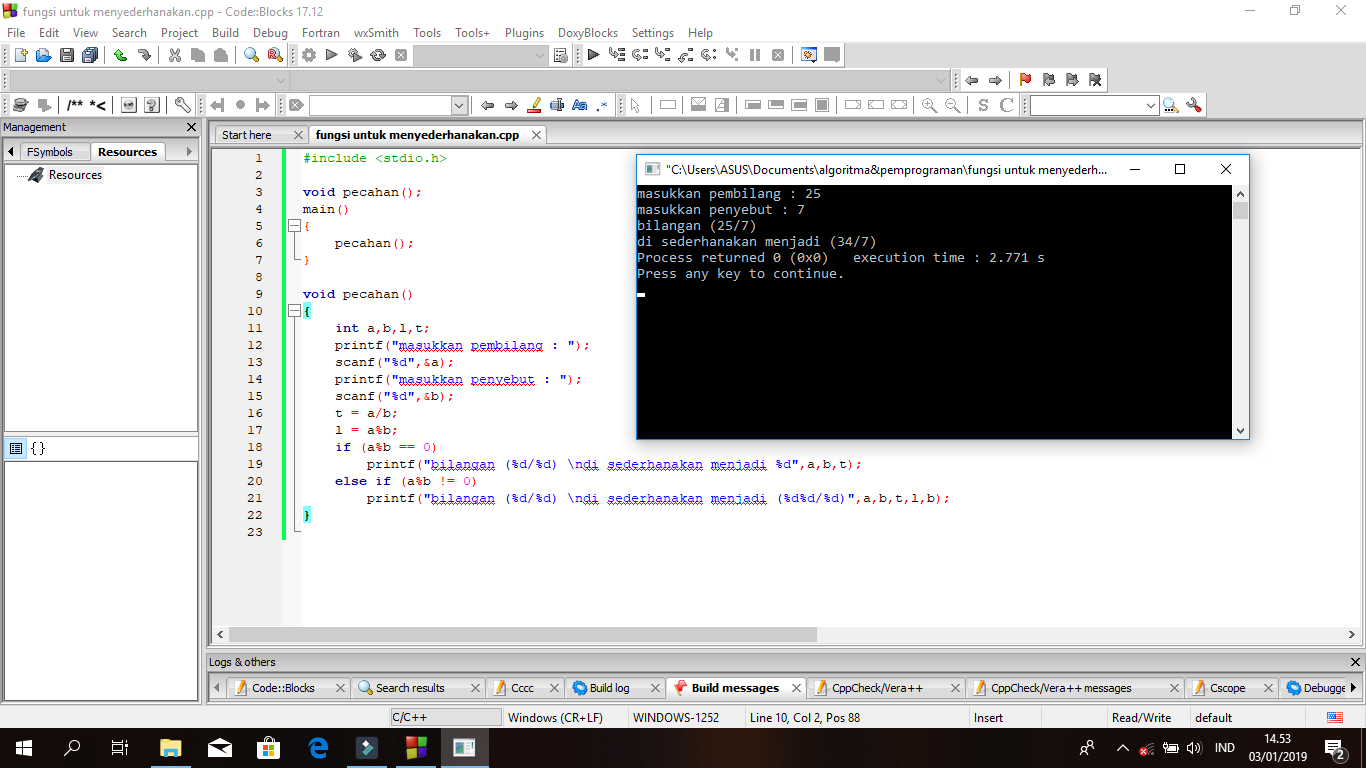 fungsi untuk menyederhanakan.cpp - Code::Blocks 17.12
File Edit View Search Project Build Debug Fortran wxSmith Tools Tools+ Plugins DoxyBlocks Settings Help
/** *<
Aa .*
S C
Management
FSymbols Resources
Resources
{}
Start here fungsi untuk menyederhanakan.cpp
1 #include <stdio.h>
2
3 void pecahan();
4 main()
5 {
6 pecahan();
7 }
8
9 void pecahan()
10 {
11 int a,b,l,t;
12 printf("masukkan pembilang : ");
13 scanf("%d",&a);
14 printf("masukkan penyebut : ");
15 scanf("%d",&b);
16 t = a/b;
17 l = a%b;
18 if (a%b == 0)
19 printf("bilangan (%d/%d) \ndi sederhanakan menjadi %d",a,b,t);
20 else if (a%b != 0)
21 printf("bilangan (%d/%d) \ndi sederhanakan menjadi (%d%d/%d)",a,b,t,l,b);
22 }
23
"C:\Users\ASUS\Documents\algoritma&pemprograman\fungsi untuk menyederh...
masukkan pembilang : 25
masukkan penyebut : 7
bilangan (25/7)
di sederhanakan menjadi (34/7)
Process returned 0 (0x0)   execution time : 2.771 s
Press any key to continue.
Logs & others
Code::Blocks Search results Cccc Build log Build messages CppCheck/Vera++ CppCheck/Vera++ messages Cscope Debugge
C/C++ Windows (CR+LF) WINDOWS-1252 Line 10, Col 2, Pos 88 Insert Read/Write default
IND
14.53
03/01/2019
2